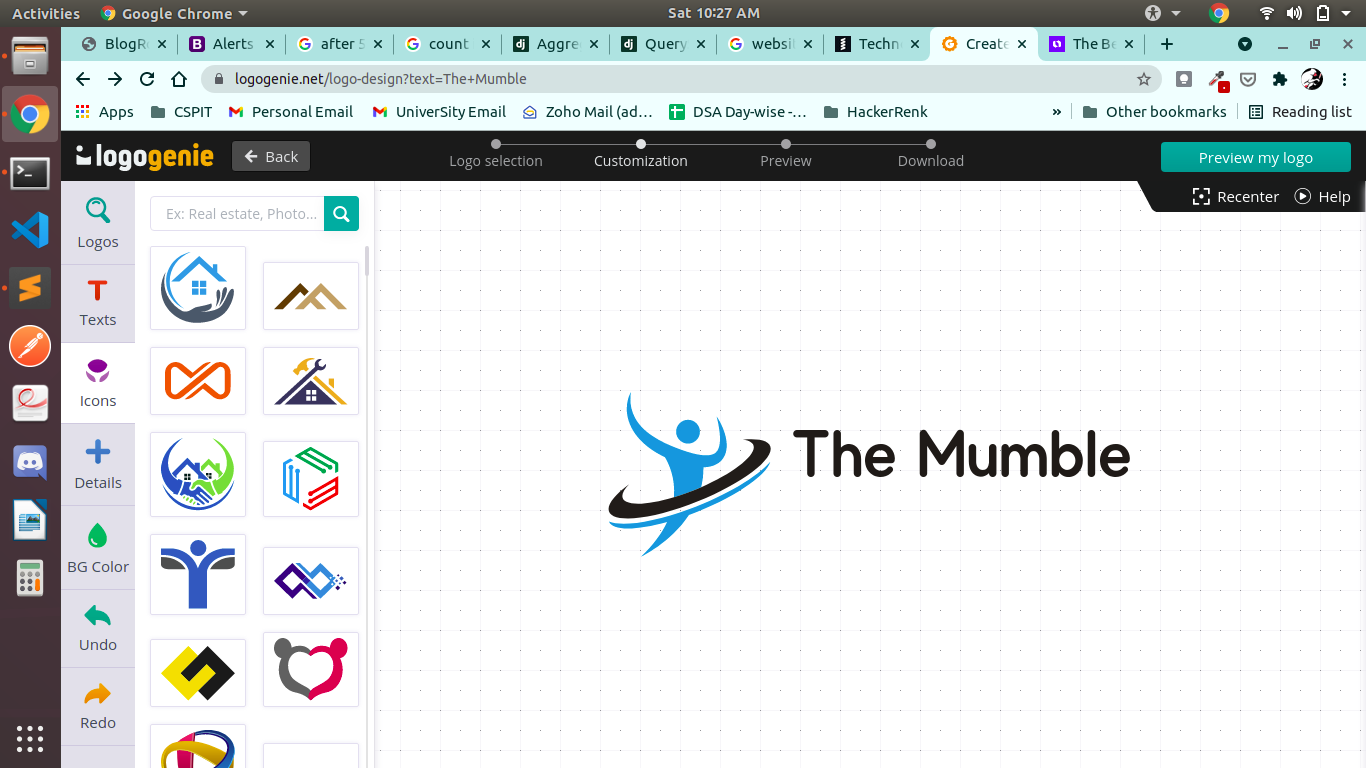 Activities
Google Chrome
Sat 10:27 AM
BlogR
Alerts
after 5
count
Aggre
Query
websi
Techn
Create
The Be
logogenie.net/logo-design?text=The+Mumble
Apps
CSPIT
Personal Email
UniverSity Email
Zoho Mail (ad…
DSA Day-wise -…
HackerRenk
»
Other bookmarks
Reading list
logogenie
Back
Logo selection
Customization
Preview
Download
Preview my logo
Recenter
Help
Logos
Texts
Icons
Details
BG Color
Undo
Redo
Ex: Real estate, Photo...
The Mumble